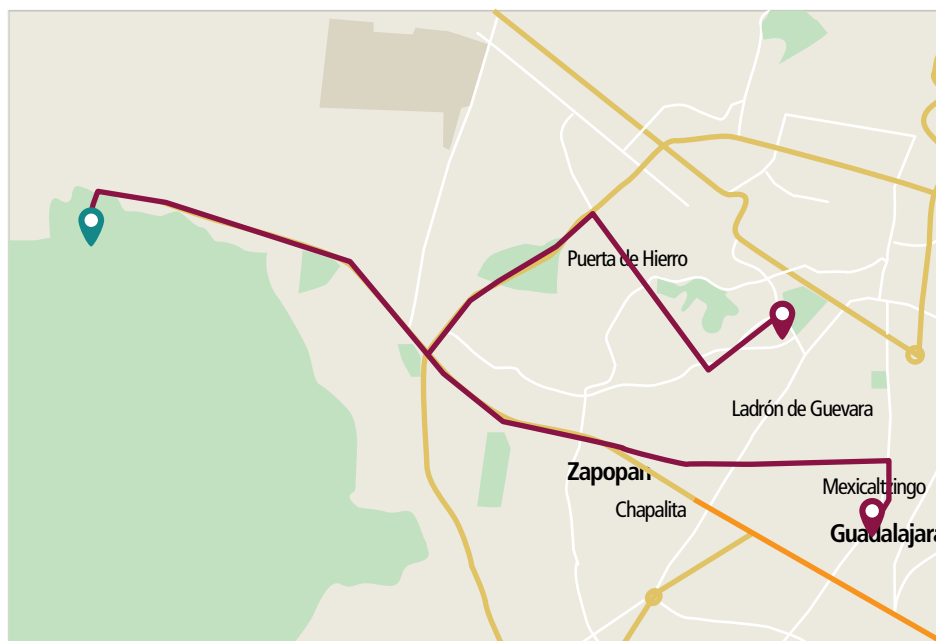 Puerta de Hierro
Ladrón de Guevara
Zapopan
Mexicaltzingo
Chapalita
Guadalajara